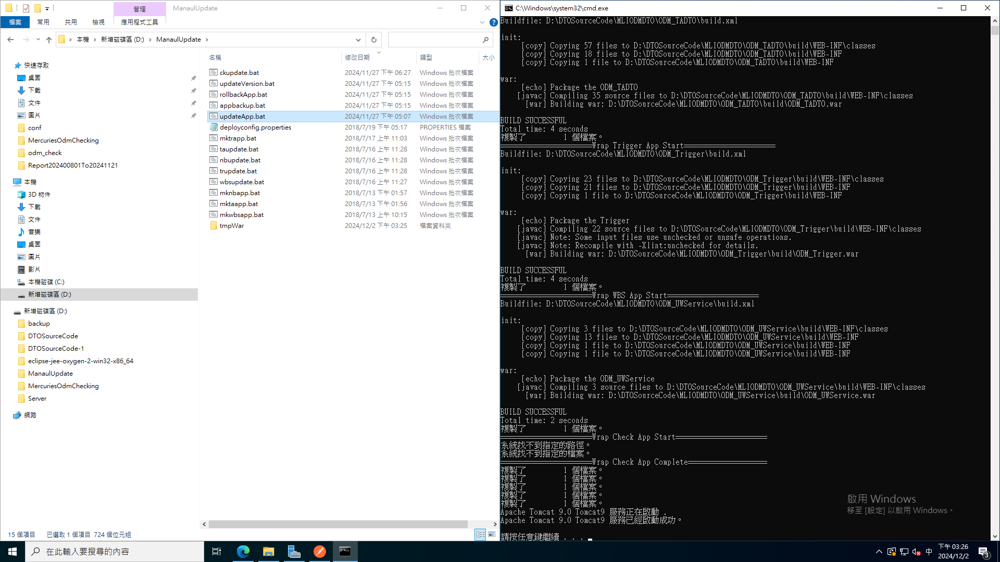 管理
ManaulUpdate
檔案
常用
共用
檢視
應用程式工具
本機 › 新增磁碟區 (D:) › ManaulUpdate ›
快速存取
桌面
下載
文件
圖片
conf
MercuriesOdmChecking
odm_check
Report202400801To20241121
本機
3D 物件
下載
文件
音樂
桌面
圖片
影片
本機磁碟 (C:)
新增磁碟區 (D:)
新增磁碟區 (D:)
backup
DTOSourceCode
DTOSourceCode-1
eclipse-jee-oxygen-2-win32-x86_64
ManaulUpdate
MercuriesOdmChecking
Server
網路
名稱 修改日期 類型 大小
ckupdate.bat 2024/11/27 下午 06:27 Windows 批次檔案
updateVersion.bat 2024/11/27 下午 05:15 Windows 批次檔案
rollbackApp.bat 2024/11/27 下午 05:15 Windows 批次檔案
appbackup.bat 2024/11/27 下午 05:15 Windows 批次檔案
updateApp.bat 2024/11/27 下午 05:07 Windows 批次檔案
deployconfig.properties 2018/7/19 下午 05:17 PROPERTIES 檔案
mktrapp.bat 2018/7/17 上午 11:03 Windows 批次檔案
taupdate.bat 2018/7/16 上午 11:28 Windows 批次檔案
nbupdate.bat 2018/7/16 上午 11:28 Windows 批次檔案
trupdate.bat 2018/7/16 上午 11:28 Windows 批次檔案
wbsupdate.bat 2018/7/16 上午 11:27 Windows 批次檔案
mknbapp.bat 2018/7/13 下午 01:57 Windows 批次檔案
mktaapp.bat 2018/7/13 下午 01:56 Windows 批次檔案
mkwbsapp.bat 2018/7/13 上午 10:15 Windows 批次檔案
tmpWar 2024/12/2 下午 03:25 檔案資料夾
15 個項目 已選取 1 個項目 724 個位元組
C:\Windows\system32\cmd.exe
Buildfile: D:\DTOSourceCode\MLIODMDTO\ODM_TADTO\build.xml
init:
[copy] Copying 57 files to D:\DTOSourceCode\MLIODMDTO\ODM_TADTO\build\WEB-INF\classes
[copy] Copying 18 files to D:\DTOSourceCode\MLIODMDTO\ODM_TADTO\build\WEB-INF
[copy] Copying 1 file to D:\DTOSourceCode\MLIODMDTO\ODM_TADTO\build\WEB-INF
war:
[echo] Package the ODM_TADTO
[javac] Compiling 35 source files to D:\DTOSourceCode\MLIODMDTO\ODM_TADTO\build\WEB-INF\classes
[war] Building war: D:\DTOSourceCode\MLIODMDTO\ODM_TADTO\build\ODM_TADTO.war
BUILD SUCCESSFUL
Total time: 4 seconds
複製了 1 個檔案。
======================Wrap Trigger App Start======================
Buildfile: D:\DTOSourceCode\MLIODMDTO\ODM_Trigger\build.xml
init:
[copy] Copying 23 files to D:\DTOSourceCode\MLIODMDTO\ODM_Trigger\build\WEB-INF\classes
[copy] Copying 21 files to D:\DTOSourceCode\MLIODMDTO\ODM_Trigger\build\WEB-INF
[copy] Copying 1 file to D:\DTOSourceCode\MLIODMDTO\ODM_Trigger\build\WEB-INF
war:
[echo] Package the Trigger
[javac] Compiling 22 source files to D:\DTOSourceCode\MLIODMDTO\ODM_Trigger\build\WEB-INF\classes
[javac] Note: Some input files use unchecked or unsafe operations.
[javac] Note: Recompile with -Xlint:unchecked for details.
[war] Building war: D:\DTOSourceCode\MLIODMDTO\ODM_Trigger\build\ODM_Trigger.war
BUILD SUCCESSFUL
Total time: 4 seconds
複製了 1 個檔案。
======================Wrap WBS App Start======================
Buildfile: D:\DTOSourceCode\MLIODMDTO\ODM_UWService\build.xml
init:
[copy] Copying 3 files to D:\DTOSourceCode\MLIODMDTO\ODM_UWService\build\WEB-INF\classes
[copy] Copying 13 files to D:\DTOSourceCode\MLIODMDTO\ODM_UWService\build\WEB-INF
[copy] Copying 1 file to D:\DTOSourceCode\MLIODMDTO\ODM_UWService\build\WEB-INF
[copy] Copying 1 file to D:\DTOSourceCode\MLIODMDTO\ODM_UWService\build\WEB-INF
war:
[echo] Package the ODM_UWService
[javac] Compiling 3 source files to D:\DTOSourceCode\MLIODMDTO\ODM_UWService\build\WEB-INF\classes
[war] Building war: D:\DTOSourceCode\MLIODMDTO\ODM_UWService\build\ODM_UWService.war
BUILD SUCCESSFUL
Total time: 2 seconds
複製了 1 個檔案。
======================Wrap Check App Start======================
系統找不到指定的路徑。
系統找不到指定的檔案。
======================Wrap Check App Complete===================
複製了 1 個檔案。
複製了 1 個檔案。
複製了 1 個檔案。
複製了 1 個檔案。
複製了 1 個檔案。
Apache Tomcat 9.0 Tomcat9 服務正在啟動 .
Apache Tomcat 9.0 Tomcat9 服務已經啟動成功。
請按任意鍵繼續 . . .
啟用 Windows
移至 [設定] 以啟用 Windows。
在此輸入要搜尋的內容
中
下午 03:26
2024/12/2
3